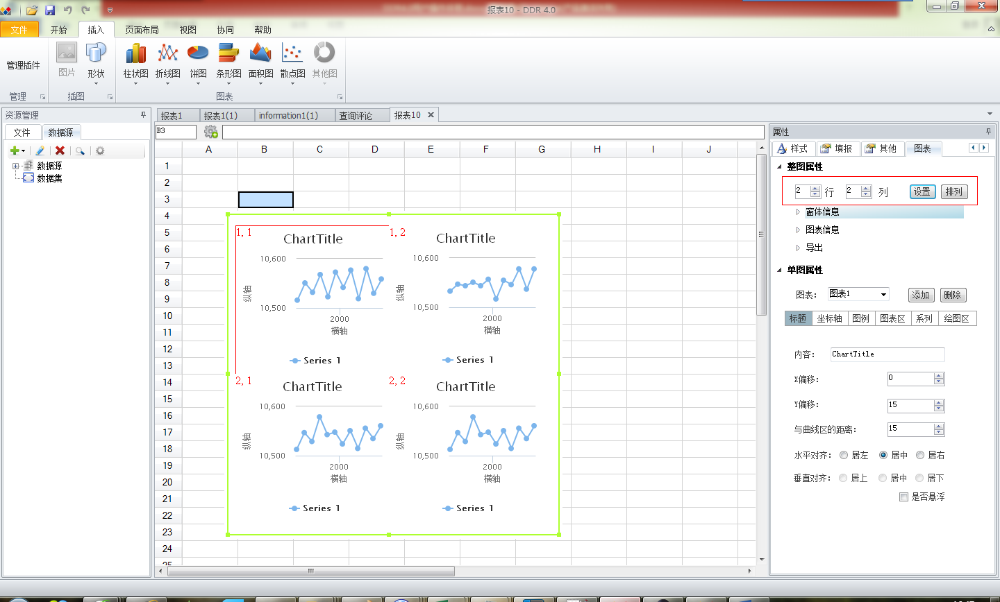 报表10 - DDR 4.0
文件 开始 插入 页面布局 视图 协同 帮助
管理插件 图片 形状 柱状图 折线图 饼图 条形图 面积图 散点图 其他图
管理 插图 图表
资源管理
文件 数据源
数据源
数据集
报表1 报表1(1) information1(1) 查询评论 报表10
B3
A B C D E F G H I J
1
2
3
4
5
6
7
8
9
10
11
12
13
14
15
16
17
18
19
20
21
22
23
24
25
1, 1
ChartTitle
10,600
纵轴
10,500
2000
横轴
Series 1
1, 2
ChartTitle
10,600
纵轴
10,500
2000
横轴
Series 1
2, 1
ChartTitle
10,600
纵轴
10,500
2000
横轴
Series 1
2, 2
ChartTitle
10,600
纵轴
10,500
2000
横轴
Series 1
属性
样式 填报 其他 图表
整图属性
2 行 2 列 设置 排列
窗体信息
图表信息
导出
单图属性
图表: 图表1 添加 删除
标题 坐标轴 图例 图表区 系列 绘图区
内容: ChartTitle
X偏移: 0
Y偏移: 15
与曲线区的距离: 15
水平对齐: 居左 居中 居右
垂直对齐: 居上 居中 居下
是否悬浮